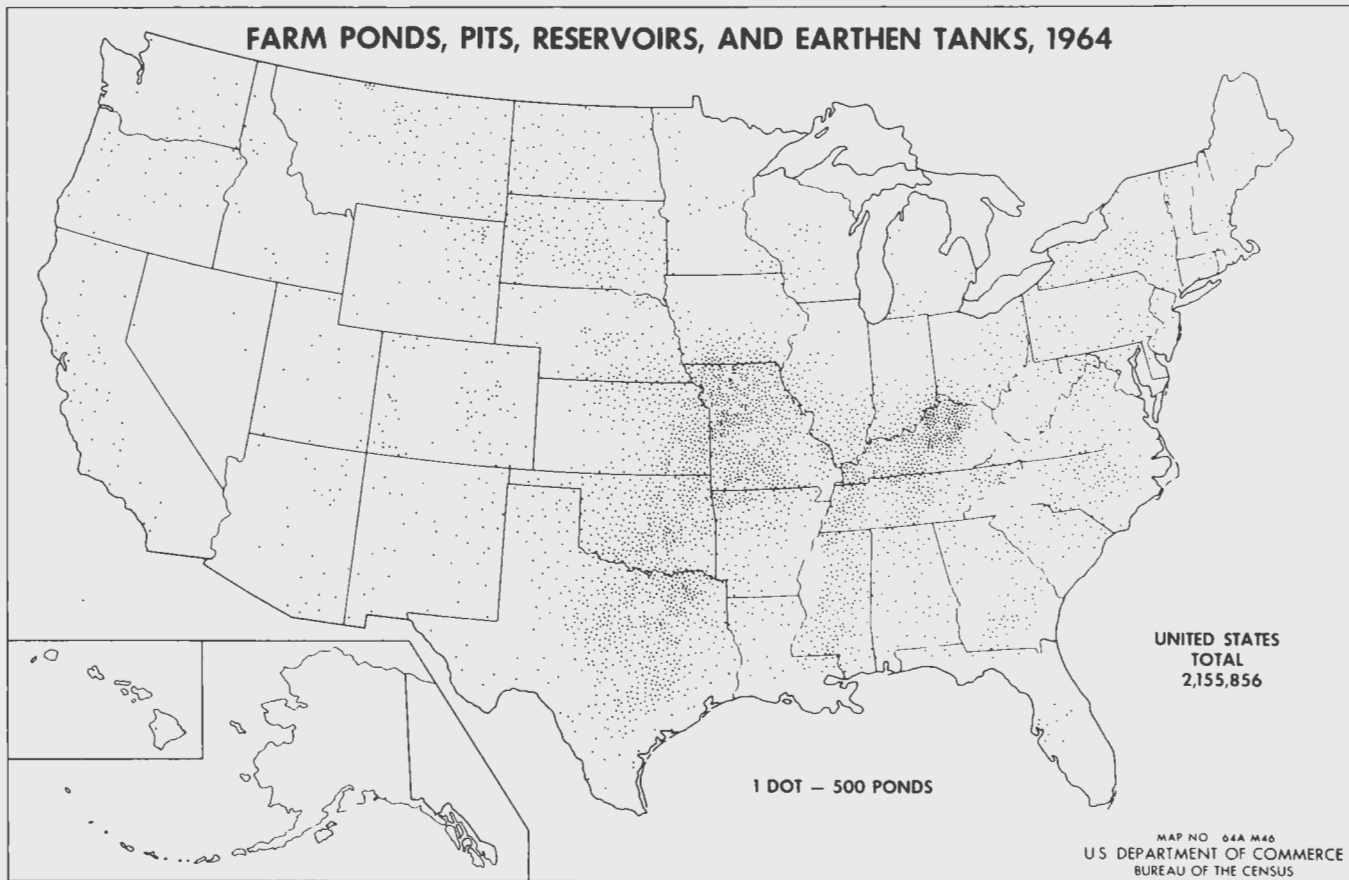 FARM PONDS, PITS, RESERVOIRS, AND EARTHEN TANKS, 1964
UNITED STATES
TOTAL
2,155,856
1 DOT – 500 PONDS
MAP NO 64A M46
U S DEPARTMENT OF COMMERCE
BUREAU OF THE CENSUS